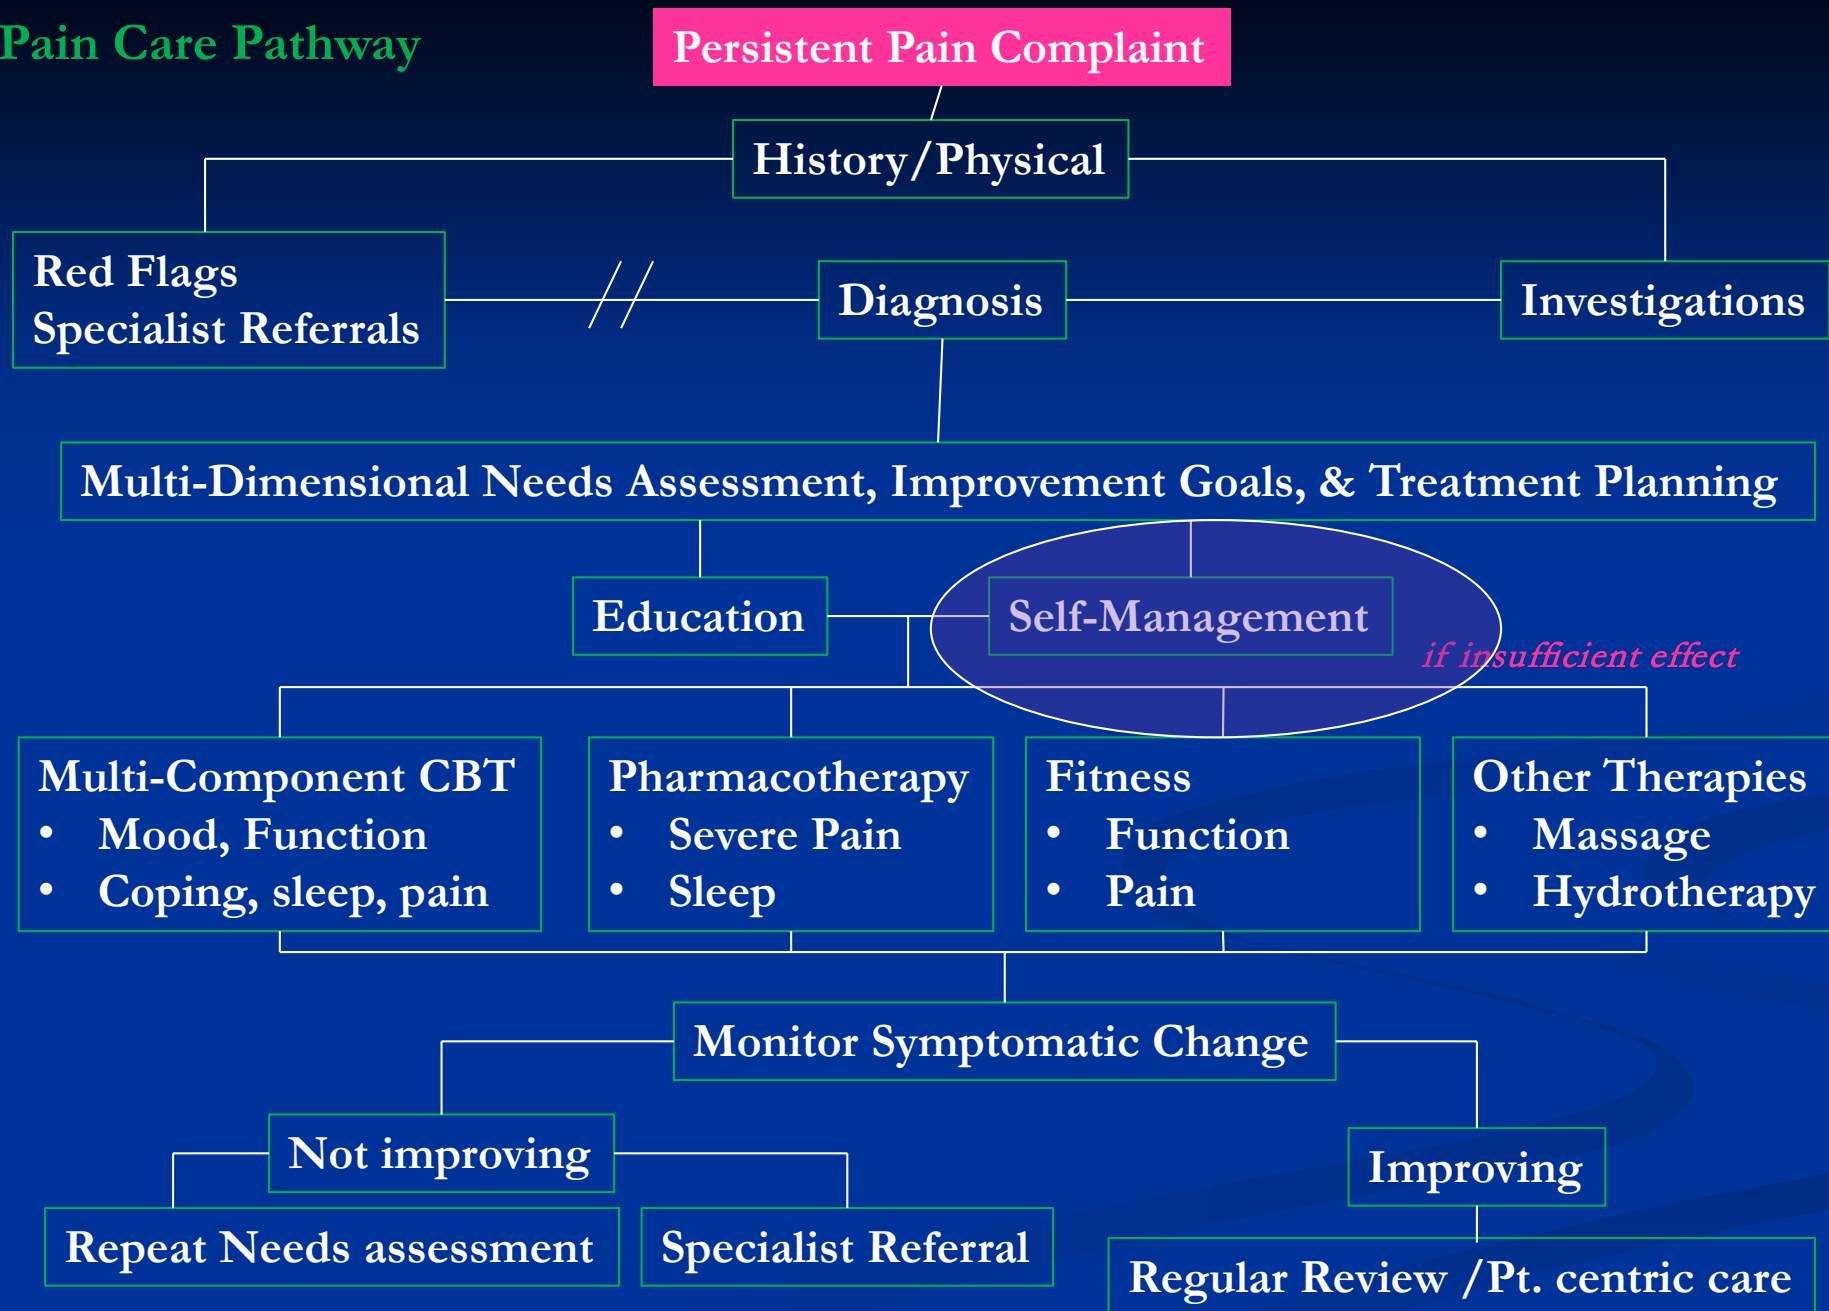 Pain Care Pathway
Persistent Pain Complaint
History/Physical
Red Flags
Specialist Referrals
Diagnosis
Investigations
Multi-Dimensional Needs Assessment, Improvement Goals, & Treatment Planning
Education
Self-Management
if insufficient effect
Multi-Component CBT
• Mood, Function
• Coping, sleep, pain
Pharmacotherapy
• Severe Pain
• Sleep
Fitness
• Function
• Pain
Other Therapies
• Massage
• Hydrotherapy
Monitor Symptomatic Change
Not improving
Improving
Repeat Needs assessment
Specialist Referral
Regular Review /Pt. centric care